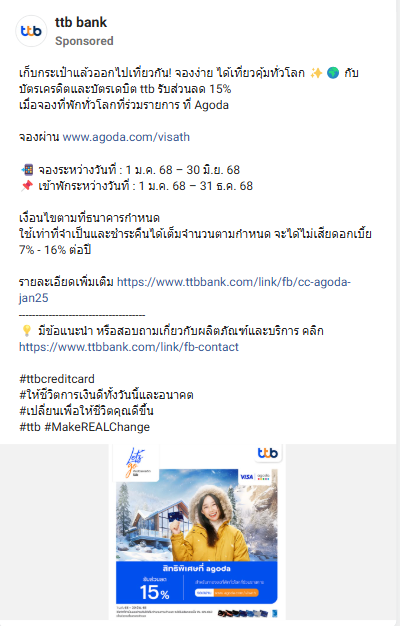 ttb bank
Sponsored
เก็บกระเป๋าแล้วออกไปเที่ยวกัน! จองง่าย ได้เที่ยวคุ้มทั่วโลก ✨ 🌏 กับ
บัตรเครดิตและบัตรเดบิต ttb รับส่วนลด 15%
เมื่อจองที่พักทั่วโลกที่ร่วมรายการ ที่ Agoda
จองผ่าน www.agoda.com/visath
📲 จองระหว่างวันที่ : 1 ม.ค. 68 – 30 มิ.ย. 68
📌 เข้าพักระหว่างวันที่ : 1 ม.ค. 68 – 31 ธ.ค. 68
เงื่อนไขตามที่ธนาคารกำหนด
ใช้เท่าที่จำเป็นและชำระคืนได้เต็มจำนวนตามกำหนด จะได้ไม่เสียดอกเบี้ย
7% - 16% ต่อปี
รายละเอียดเพิ่มเติม https://www.ttbbank.com/link/fb/cc-agoda-
jan25
--------------------------------------
💡 มีข้อแนะนำ หรือสอบถามเกี่ยวกับผลิตภัณฑ์และบริการ คลิก
https://www.ttbbank.com/link/fb-contact
#ttbcreditcard
#ให้ชีวิตการเงินดีทั้งวันนี้และอนาคต
#เปลี่ยนเพื่อให้ชีวิตคุณดีขึ้น
#ttb #MakeREALChange
Let's
go
ttb
VISA
agoda
สิทธิพิเศษที่ agoda
รับส่วนลด
15%